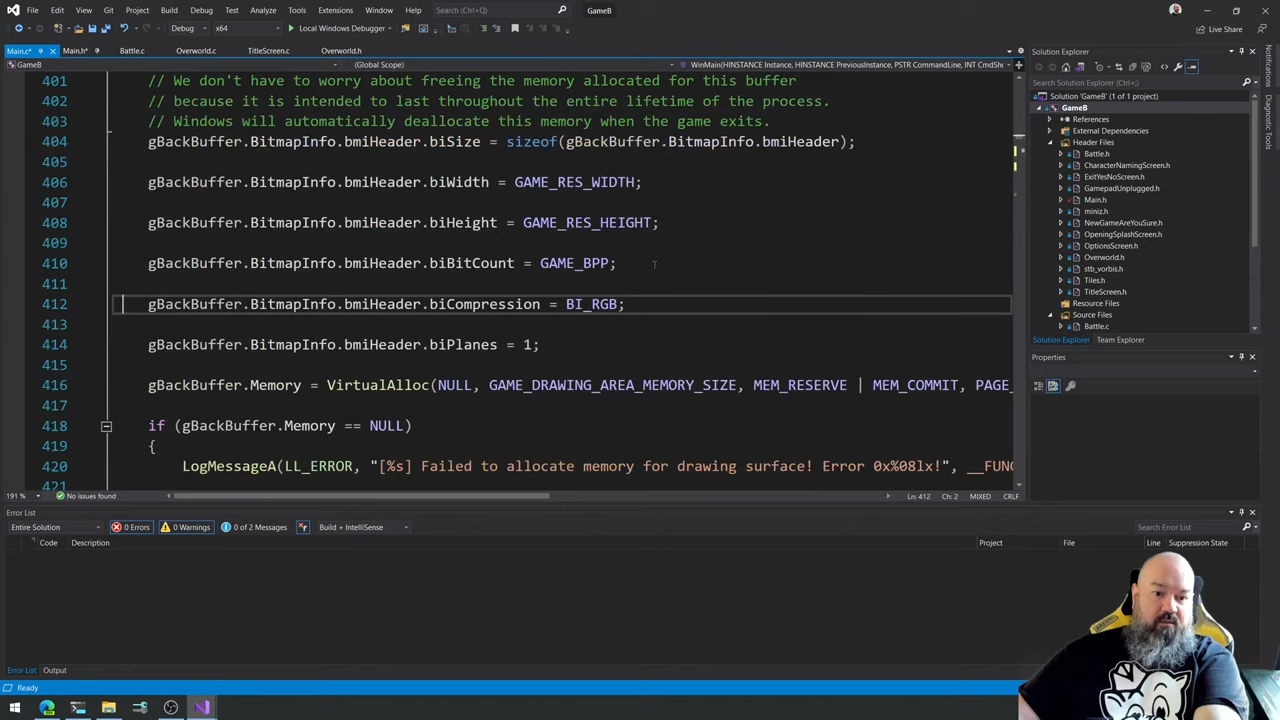 File Edit View Git Project Build Debug Test Analyze Tools Extensions Window Help Search (Ctrl+Q) GameB
Debug x64 Local Windows Debugger Live Share
Main.c* Main.h* Battle.c Overworld.c TitleScreen.c Overworld.h
GameB (Global Scope) WinMain(HINSTANCE Instance, HINSTANCE PreviousInstance, PSTR CommandLine, INT CmdSho
401 // We don't have to worry about freeing the memory allocated for this buffer
402 // because it is intended to last throughout the entire lifetime of the process.
403 // Windows will automatically deallocate this memory when the game exits.
404 gBackBuffer.BitmapInfo.bmiHeader.biSize = sizeof(gBackBuffer.BitmapInfo.bmiHeader);
405
406 gBackBuffer.BitmapInfo.bmiHeader.biWidth = GAME_RES_WIDTH;
407
408 gBackBuffer.BitmapInfo.bmiHeader.biHeight = GAME_RES_HEIGHT;
409
410 gBackBuffer.BitmapInfo.bmiHeader.biBitCount = GAME_BPP;
411
412 gBackBuffer.BitmapInfo.bmiHeader.biCompression = BI_RGB;
413
414 gBackBuffer.BitmapInfo.bmiHeader.biPlanes = 1;
415
416 gBackBuffer.Memory = VirtualAlloc(NULL, GAME_DRAWING_AREA_MEMORY_SIZE, MEM_RESERVE | MEM_COMMIT, PAGE_
417
418 if (gBackBuffer.Memory == NULL)
419 {
420 LogMessageA(LL_ERROR, "[%s] Failed to allocate memory for drawing surface! Error 0x%08lx!", __FUN
421
191 % No issues found Ln: 412 Ch: 2 MIXED CRLF
Solution Explorer
Search Solution Explorer (Ctrl+;)
Solution 'GameB' (1 of 1 project)
GameB
References
External Dependencies
Header Files
Battle.h
CharacterNamingScreen.h
ExitYesNoScreen.h
GamepadUnplugged.h
Main.h
miniz.h
NewGameAreYouSure.h
OpeningSplashScreen.h
OptionsScreen.h
Overworld.h
stb_vorbis.h
TitleScreen.h
Resource Files
Source Files
Battle.c
Solution Explorer Team Explorer
Properties
Notifications
Diagnostic Tools
Error List
Entire Solution 0 Errors 0 Warnings 0 of 2 Messages Build + IntelliSense Search Error List
Code Description Project File Line Suppression State
Error List Output
Ready